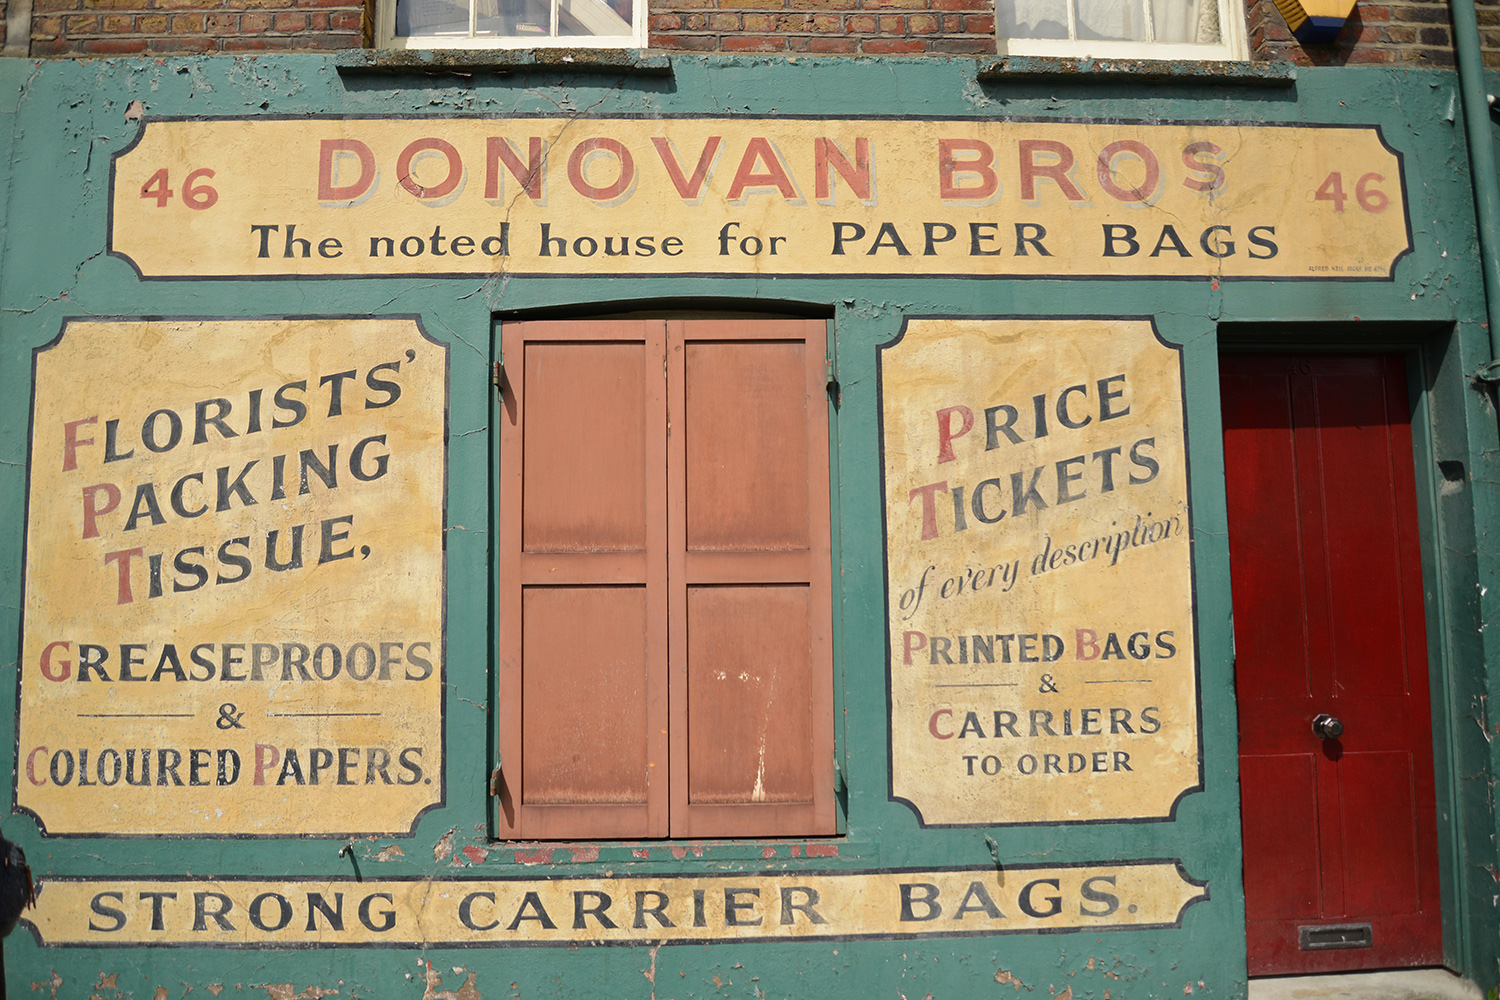 46 DONOVAN BROS 46
The noted house for PAPER BAGS
FLORISTS'
PACKING
TISSUE,
GREASEPROOFS
&
COLOURED PAPERS.
PRICE
TICKETS
of every description
PRINTED BAGS
&
CARRIERS
TO ORDER
STRONG CARRIER BAGS.